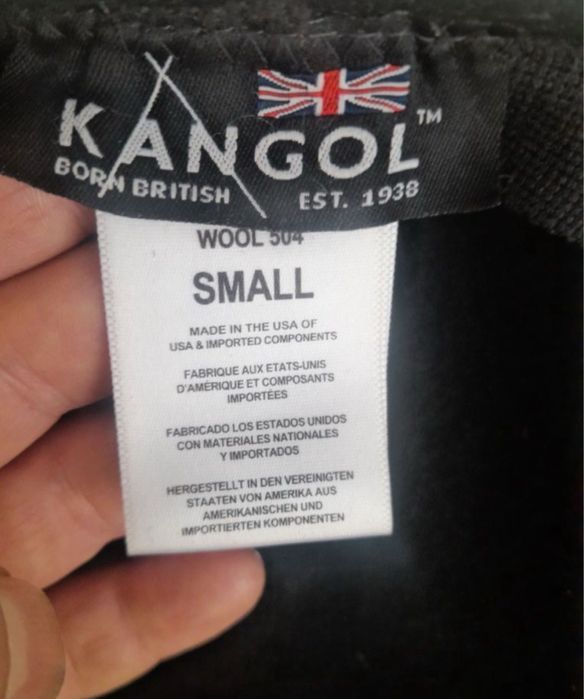 KANGOL™
BORN BRITISH EST. 1938
WOOL 504
SMALL
MADE IN THE USA OF
USA & IMPORTED COMPONENTS
FABRIQUE AUX ETATS-UNIS
D'AMÉRIQUE ET COMPOSANTS
IMPORTÉES
FABRICADO LOS ESTADOS UNIDOS
CON MATERIALES NATIONALES
Y IMPORTADOS
HERGESTELLT IN DEN VEREINIGTEN
STAATEN VON AMERIKA AUS
AMERIKANISCHEN UND
IMPORTIERTEN KOMPONENTEN